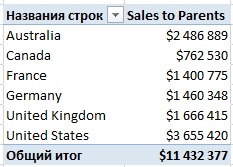 Названия строк Sales to Parents
Australia $2 486 889
Canada $762 530
France $1 400 775
Germany $1 460 348
United Kingdom $1 666 415
United States $3 655 420
Общий итог $11 432 377